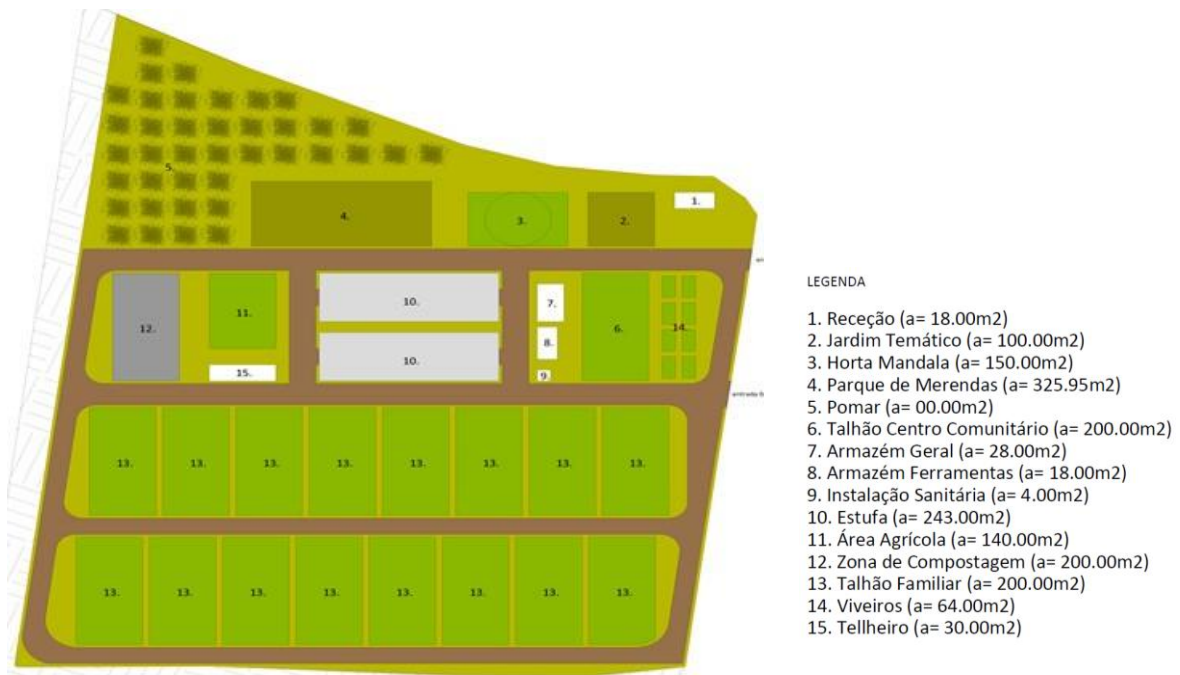 5.
4.
3.
2.
1.
12.
11.
15.
10.
10.
7.
8.
9
6.
14.
13. 13. 13. 13. 13. 13. 13. 13.
13. 13. 13. 13. 13. 13. 13. 13.
LEGENDA
1. Receção (a= 18.00m2)
2. Jardim Temático (a= 100.00m2)
3. Horta Mandala (a= 150.00m2)
4. Parque de Merendas (a= 325.95m2)
5. Pomar (a= 00.00m2)
6. Talhão Centro Comunitário (a= 200.00m2)
7. Armazém Geral (a= 28.00m2)
8. Armazém Ferramentas (a= 18.00m2)
9. Instalação Sanitária (a= 4.00m2)
10. Estufa (a= 243.00m2)
11. Área Agrícola (a= 140.00m2)
12. Zona de Compostagem (a= 200.00m2)
13. Talhão Familiar (a= 200.00m2)
14. Viveiros (a= 64.00m2)
15. Tellheiro (a= 30.00m2)